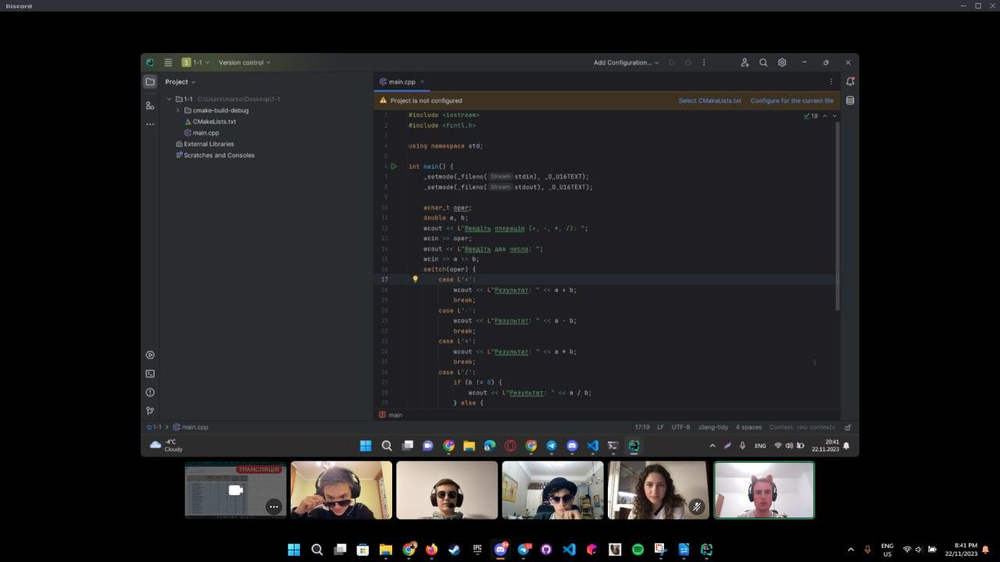 Discord
1 1-1
Version control
Add Configuration...
Project
main.cpp
1-1 C:\Users\marko\Desktop\1-1
cmake-build-debug
CMakeLists.txt
main.cpp
External Libraries
Scratches and Consoles
Project is not configured
Select CMakeLists.txt
Configure for the current file
19
1 #include <iostream>
2 #include <fcntl.h>
3
4 using namespace std;
5
6 int main() {
7 _setmode(_fileno( Stream: stdin), _O_U16TEXT);
8 _setmode(_fileno( Stream: stdout), _O_U16TEXT);
9
10 wchar_t oper;
11 double a, b;
12 wcout << L"Введіть операцію (+, -, *, /): ";
13 wcin >> oper;
14 wcout << L"Введіть два числа: ";
15 wcin >> a >> b;
16 switch(oper) {
17 case L'+':
18 wcout << L"Результат: " << a + b;
19 break;
20 case L'-':
21 wcout << L"Результат: " << a - b;
22 break;
23 case L'*':
24 wcout << L"Результат: " << a * b;
25 break;
26 case L'/':
27 if (b != 0) {
28 wcout << L"Результат: " << a / b;
29 } else {
main
1-1 > main.cpp
17:19 LF UTF-8 .clang-tidy 4 spaces Context: <no context>
-4°C
Cloudy
ENG
20:41
22.11.2023
ТРАНСЛЯЦІЯ
ENG
US
8:41 PM
22/11/2023